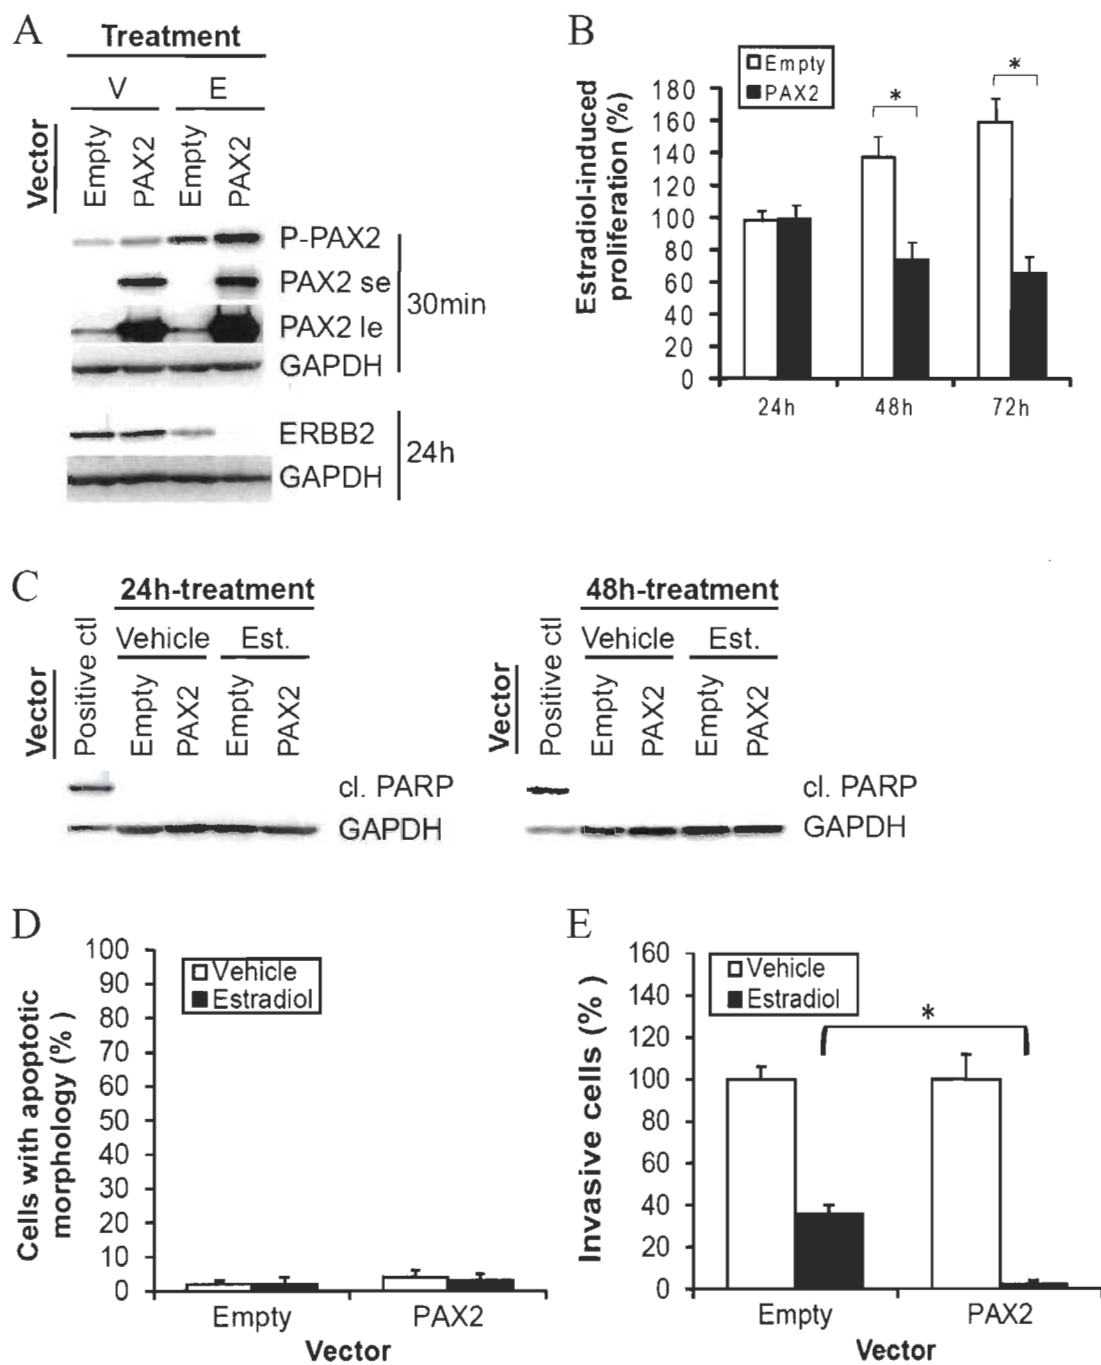 A
Treatment
V E
Vector
Empty
PAX2
Empty
PAX2
P-PAX2
PAX2 se
PAX2 le
GAPDH
30min
ERBB2
GAPDH
24h
B
Empty
PAX2
Estradiol-induced
proliferation (%)
180
160
140
120
100
80
60
40
20
0
*
*
24h 48h 72h
C
24h-treatment
Vehicle Est.
Vector
Positive ctl
Empty
PAX2
Empty
PAX2
cl. PARP
GAPDH
48h-treatment
Vehicle Est.
Vector
Positive ctl
Empty
PAX2
Empty
PAX2
cl. PARP
GAPDH
D
Cells with apoptotic
morphology (%)
100
90
80
70
60
50
40
30
20
10
0
Vehicle
Estradiol
Empty PAX2
Vector
E
Invasive cells (%)
160
140
120
100
80
60
40
20
0
Vehicle
Estradiol
*
Empty PAX2
Vector